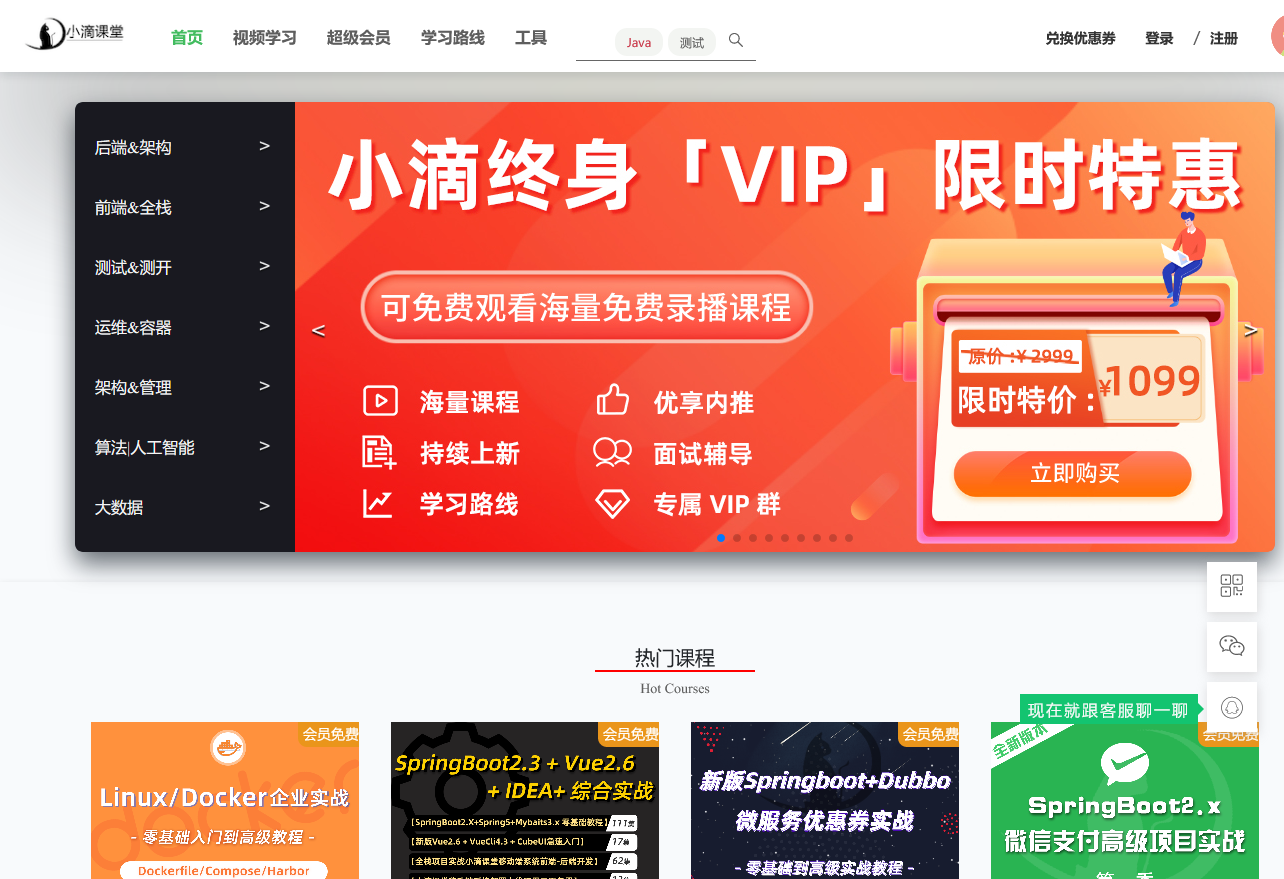 小滴课堂
首页 视频学习 超级会员 学习路线 工具
Java 测试
兑换优惠券 登录 / 注册
后端&架构 >
前端&全栈 >
测试&测开 >
运维&容器 >
架构&管理 >
算法|人工智能 >
大数据 >
小滴终身「VIP」限时特惠
可免费观看海量免费录播课程
< >
海量课程 优享内推
持续上新 面试辅导
学习路线 专属 VIP 群
原价 :¥ 2999
限时特价 : ¥1099
立即购买
热门课程
Hot Courses
现在就跟客服聊一聊
会员免费
Linux/Docker企业实战
- 零基础入门到高级教程 -
Dockerfile/Compose/Harbor
会员免费
SpringBoot2.3 + Vue2.6
+ IDEA+ 综合实战
【SpringBoot2.X+Spring5+Mybaits3.x 零基础教程】 111集
【新版Vue2.6 + VueCli4.3 + CubeUI急速入门】 17集
【全栈项目实战小滴课堂移动端系统前端-后端开发】 62集
会员免费
新版Springboot+Dubbo
微服务优惠券实战
- 零基础到高级实战教程 -
会员免费
全新版本
SpringBoot2.x
微信支付高级项目实战